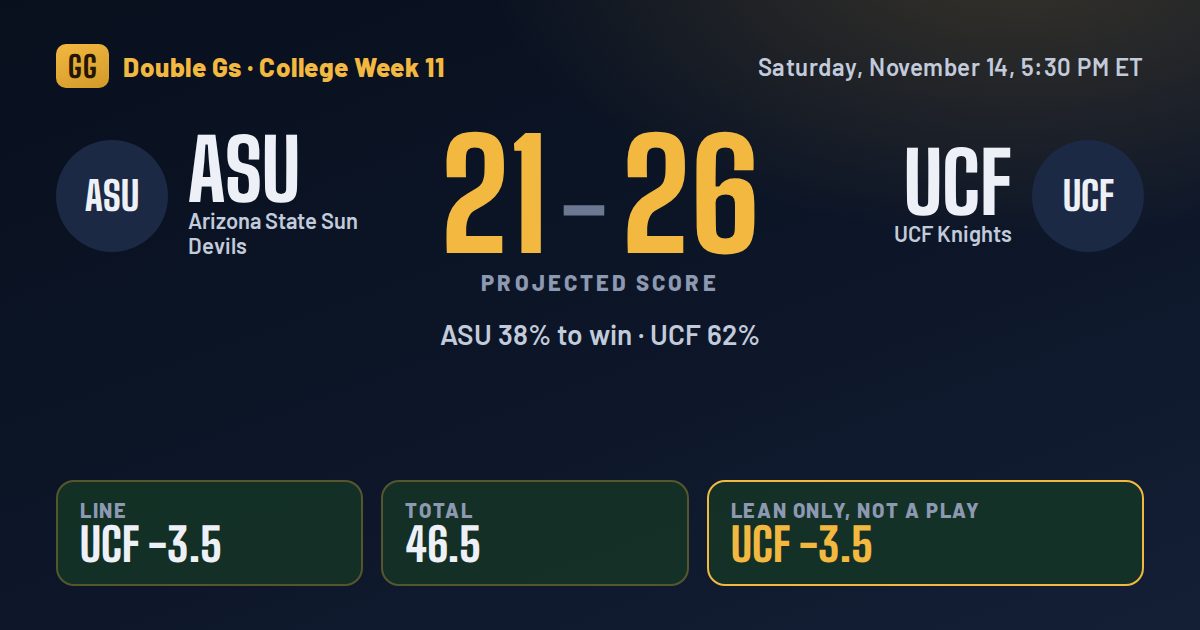 GG Double Gs · College Week 11
Saturday, November 14, 5:30 PM ET
ASU
ASU
Arizona State Sun
Devils
21 – 26
PROJECTED SCORE
ASU 38% to win · UCF 62%
UCF
UCF Knights
UCF
LINE
UCF −3.5
TOTAL
46.5
LEAN ONLY, NOT A PLAY
UCF −3.5